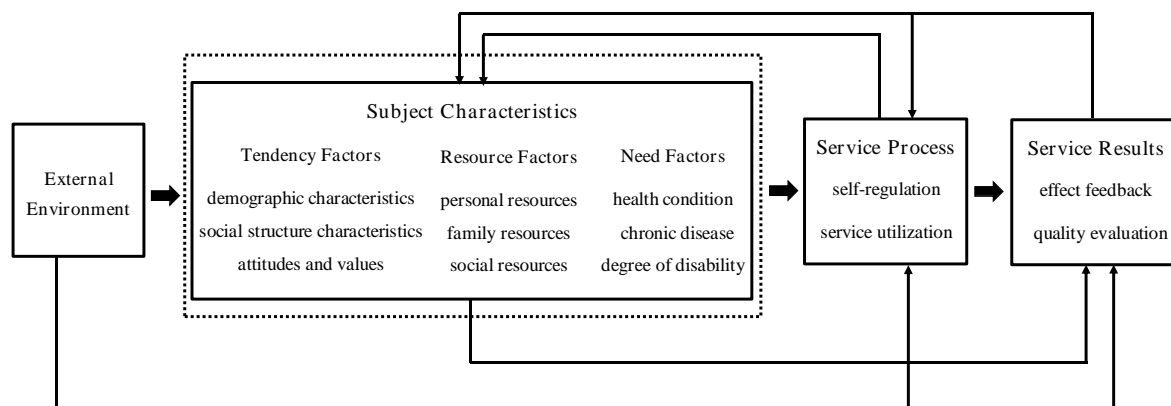 External
Environment
Subject Characteristics
Tendency Factors
demographic characteristics
social structure characteristics
attitudes and values
Resource Factors
personal resources
family resources
social resources
Need Factors
health condition
chronic disease
degree of disability
Service Process
self-regulation
service utilization
Service Results
effect feedback
quality evaluation